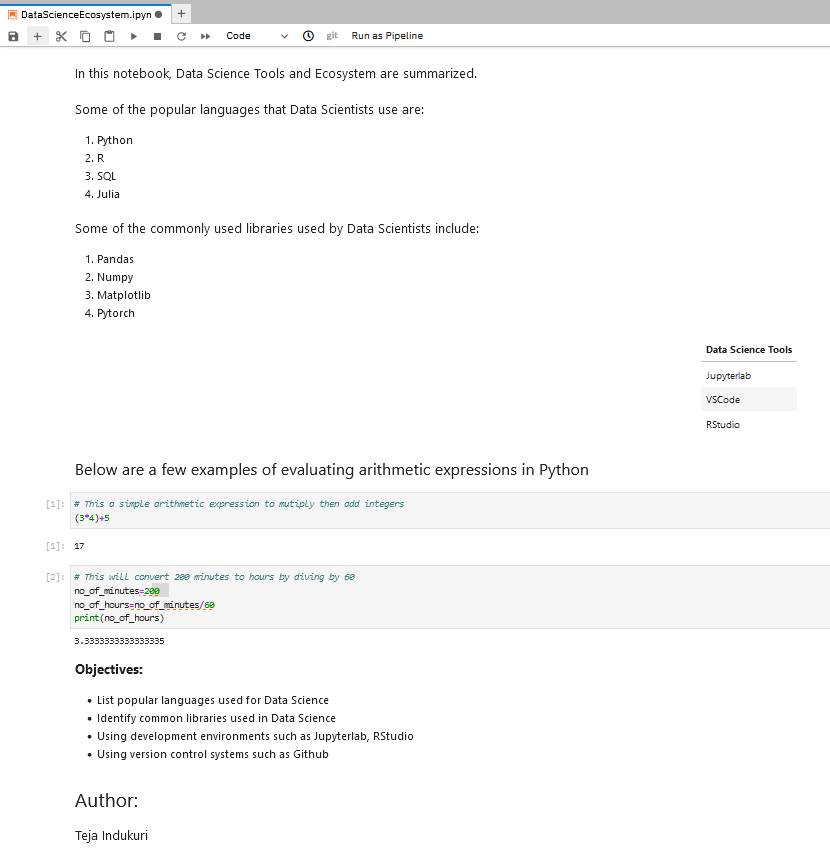 DataScienceEcosystem.ipyn
Code git Run as Pipeline
In this notebook, Data Science Tools and Ecosystem are summarized.
Some of the popular languages that Data Scientists use are:
1. Python
2. R
3. SQL
4. Julia
Some of the commonly used libraries used by Data Scientists include:
1. Pandas
2. Numpy
3. Matplotlib
4. Pytorch
Data Science Tools
Jupyterlab
VSCode
RStudio
Below are a few examples of evaluating arithmetic expressions in Python
[1]: # This a simple arithmetic expression to mutiply then add integers
(3*4)+5
[1]: 17
[2]: # This will convert 200 minutes to hours by diving by 60
no_of_minutes=200
no_of_hours=no_of_minutes/60
print(no_of_hours)
3.3333333333333335
Objectives:
• List popular languages used for Data Science
• Identify common libraries used in Data Science
• Using development environments such as Jupyterlab, RStudio
• Using version control systems such as Github
Author:
Teja Indukuri